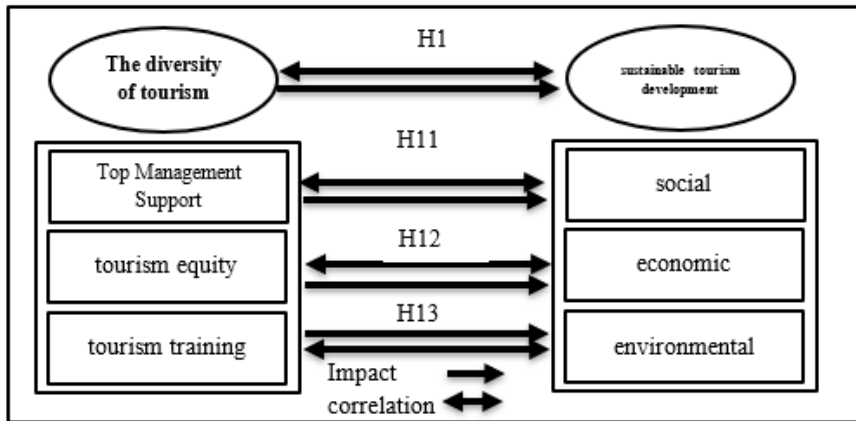 H1
The diversity
of tourism
sustainable tourism
development
H11
Top Management
Support
social
H12
tourism equity
economic
H13
tourism training
environmental
Impact
correlation